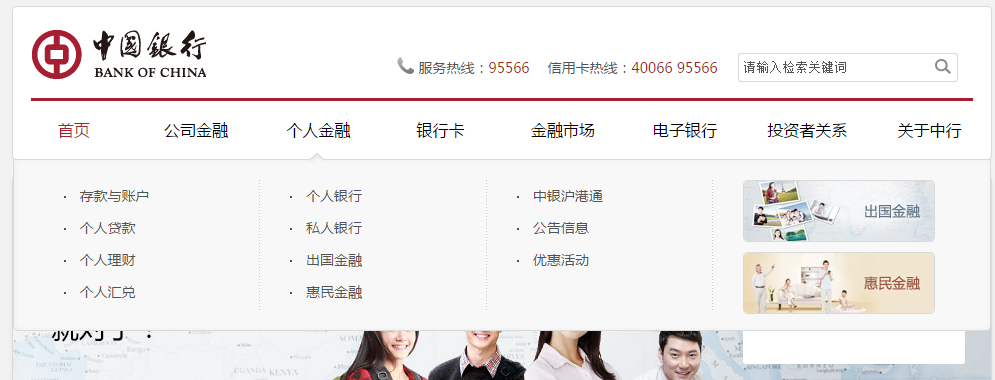 中國銀行
BANK OF CHINA
服务热线：95566 信用卡热线：40066 95566
请输入检索关键词
首页 公司金融 个人金融 银行卡 金融市场 电子银行 投资者关系 关于中行
存款与账户
个人贷款
个人理财
个人汇兑
个人银行
私人银行
出国金融
惠民金融
中银沪港通
公告信息
优惠活动
出国金融
惠民金融
UGANDA KENYA